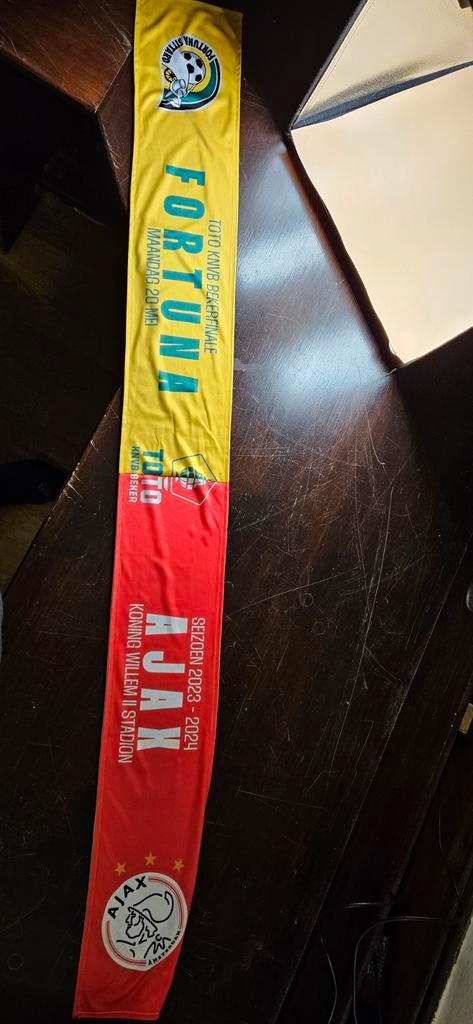 FORTUNA SITTARD
TOTO KNVB BEKERFINALE
FORTUNA
MAANDAG 20 MEI
TOTO
KNVB BEKER
SEIZOEN 2023 - 2024
AJAX
KONING WILLEM II STADION
AJAX